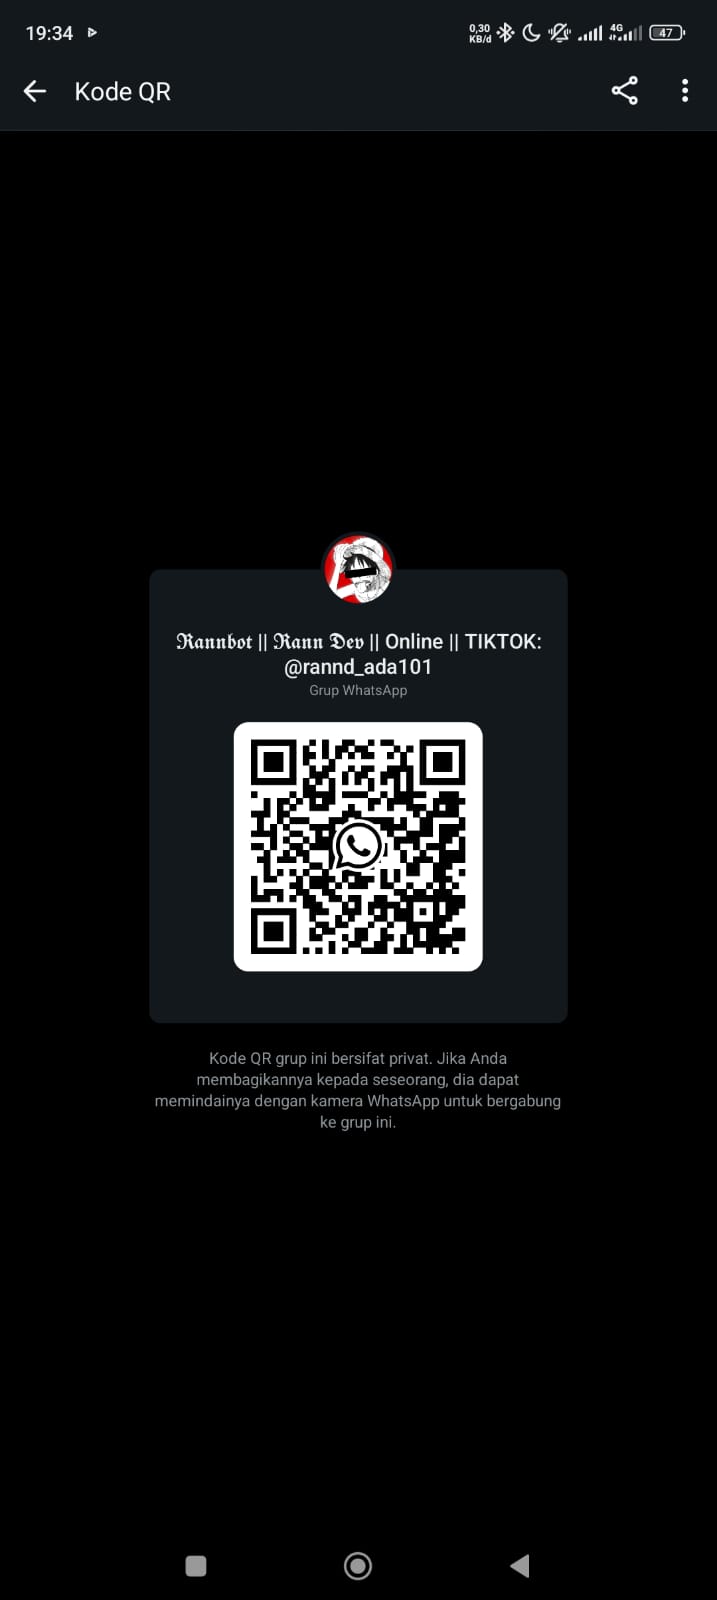 19:34
0,30
KB/d
4G
47
Kode QR
ℜannbot || ℜann 𝔇ev || Online || TIKTOK:
@rannd_ada101
Grup WhatsApp
Kode QR grup ini bersifat privat. Jika Anda
membagikannya kepada seseorang, dia dapat
memindainya dengan kamera WhatsApp untuk bergabung
ke grup ini.